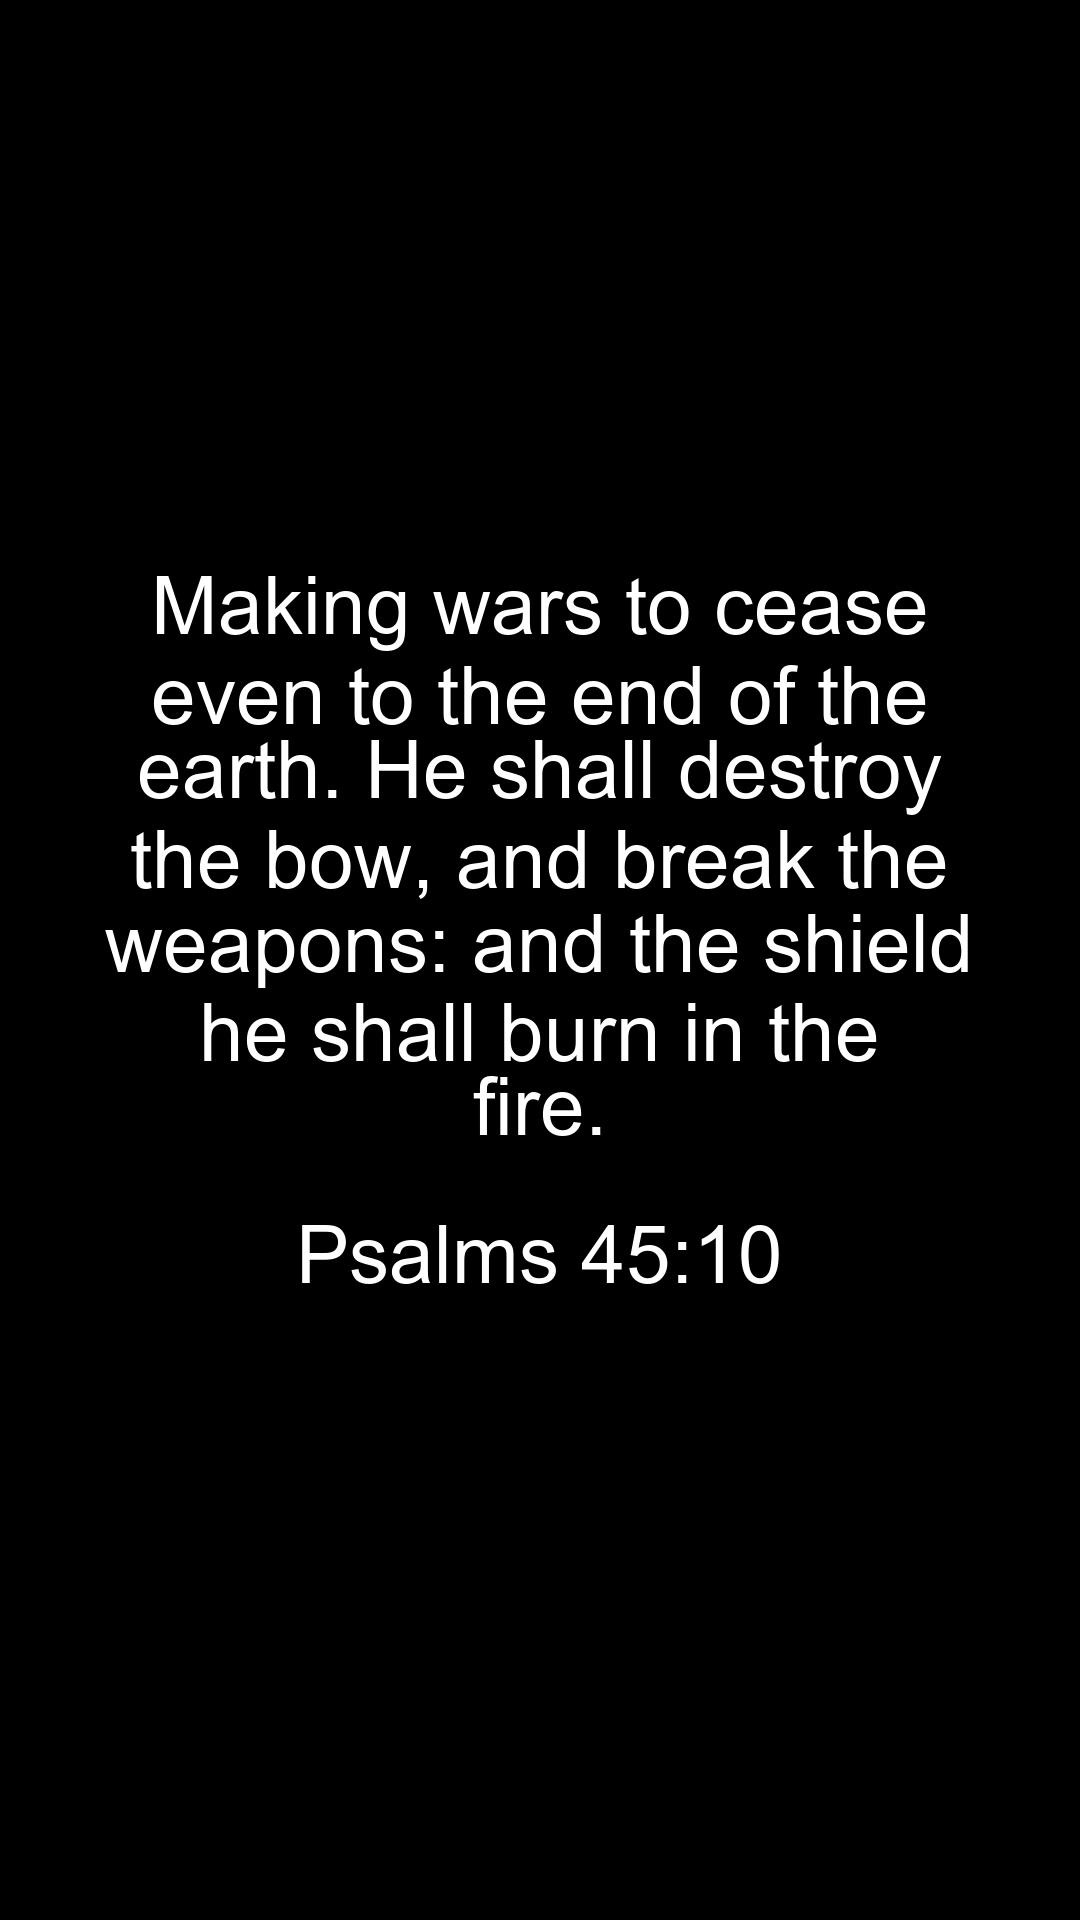 Making wars to cease
even to the end of the
earth. He shall destroy
the bow, and break the
weapons: and the shield
he shall burn in the
fire.
Psalms 45:10